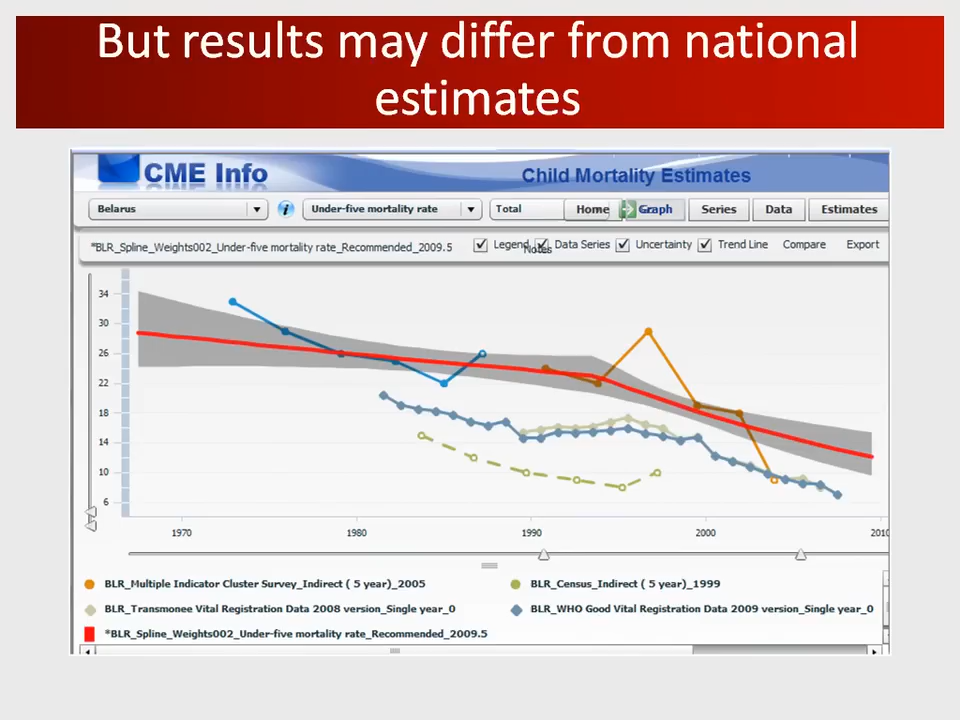 But results may differ from national
estimates
CME Info
Child Mortality Estimates
Belarus
i
Under-five mortality rate
Total
Home
Graph
Series
Data
Estimates
*BLR_Spline_Weights002_Under-five mortality rate_Recommended_2009.5
Legend
Notes
Data Series
Uncertainty
Trend Line
Compare
Export
34
30
26
22
18
14
10
6
1970
1980
1990
2000
2010
BLR_Multiple Indicator Cluster Survey_Indirect ( 5 year)_2005
BLR_Census_Indirect ( 5 year)_1999
BLR_Transmonee Vital Registration Data 2008 version_Single year_0
BLR_WHO Good Vital Registration Data 2009 version_Single year_0
*BLR_Spline_Weights002_Under-five mortality rate_Recommended_2009.5